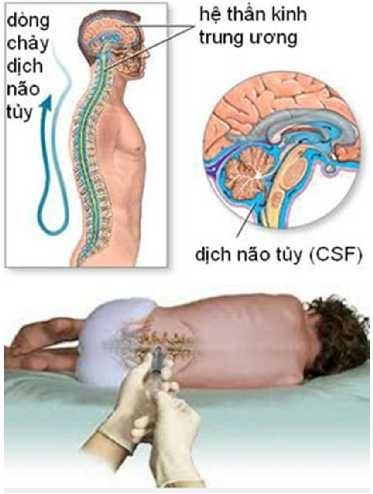 dòng
chảy
dịch
não
tủy
hệ thần kinh
trung ương
dịch não tủy (CSF)